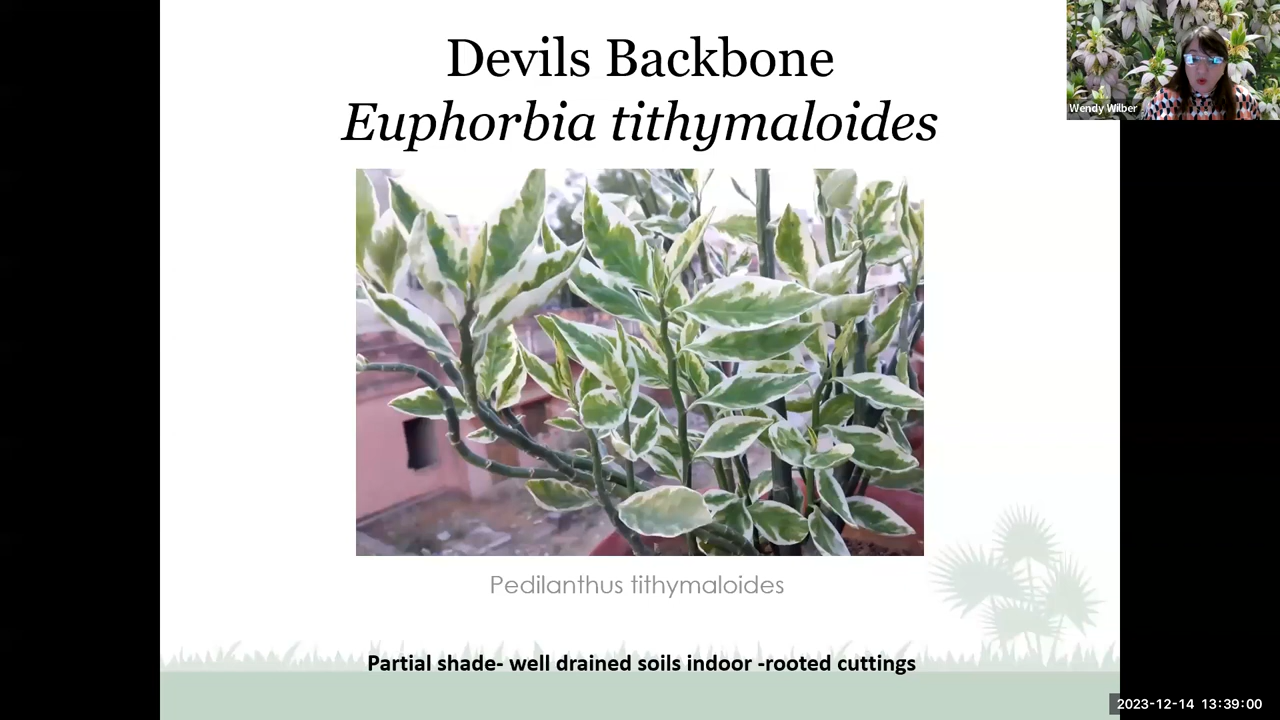 Devils Backbone
Euphorbia tithymaloides
Wendy Wilber
Pedilanthus tithymaloides
Partial shade- well drained soils indoor -rooted cuttings
2023-12-14 13:39:00